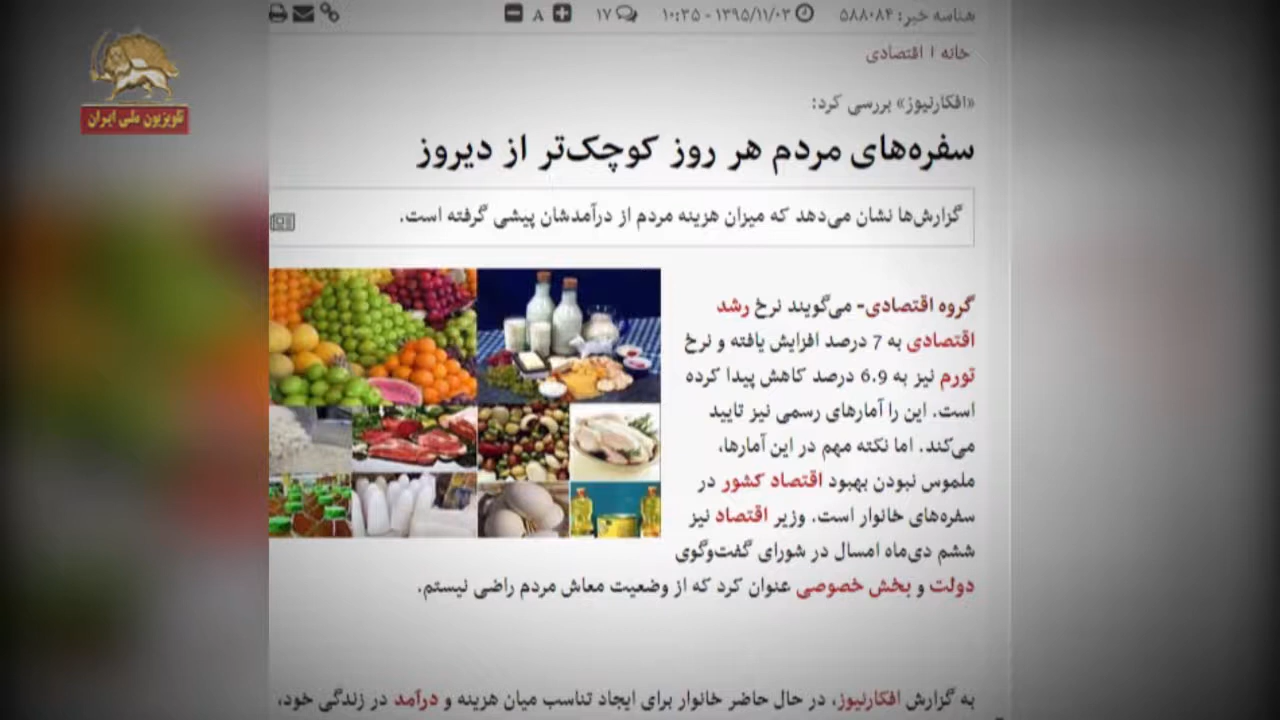 شناسه خبر: ۵۸۸۰۸۴ ۱۳۹۵/۱۱/۰۳ - ۱۰:۳۵ ۱۷ A
خانه | اقتصادی
«افکارنیوز» بررسی کرد:
سفره‌های مردم هر روز کوچک‌تر از دیروز
گزارش‌ها نشان می‌دهد که میزان هزینه مردم از درآمدشان پیشی گرفته است.
گروه اقتصادی- می‌گویند نرخ رشد
اقتصادی به 7 درصد افزایش یافته و نرخ
تورم نیز به 6.9 درصد کاهش پیدا کرده
است. این را آمارهای رسمی نیز تایید
می‌کند. اما نکته مهم در این آمارها،
ملموس نبودن بهبود اقتصاد کشور در
سفره‌های خانوار است. وزیر اقتصاد نیز
ششم دی‌ماه امسال در شورای گفت‌وگوی
دولت و بخش خصوصی عنوان کرد که از وضعیت معاش مردم راضی نیستم.
به گزارش افکارنیوز، در حال حاضر خانوار برای ایجاد تناسب میان هزینه و درآمد در زندگی خود،
تلویزیون ملی ایران